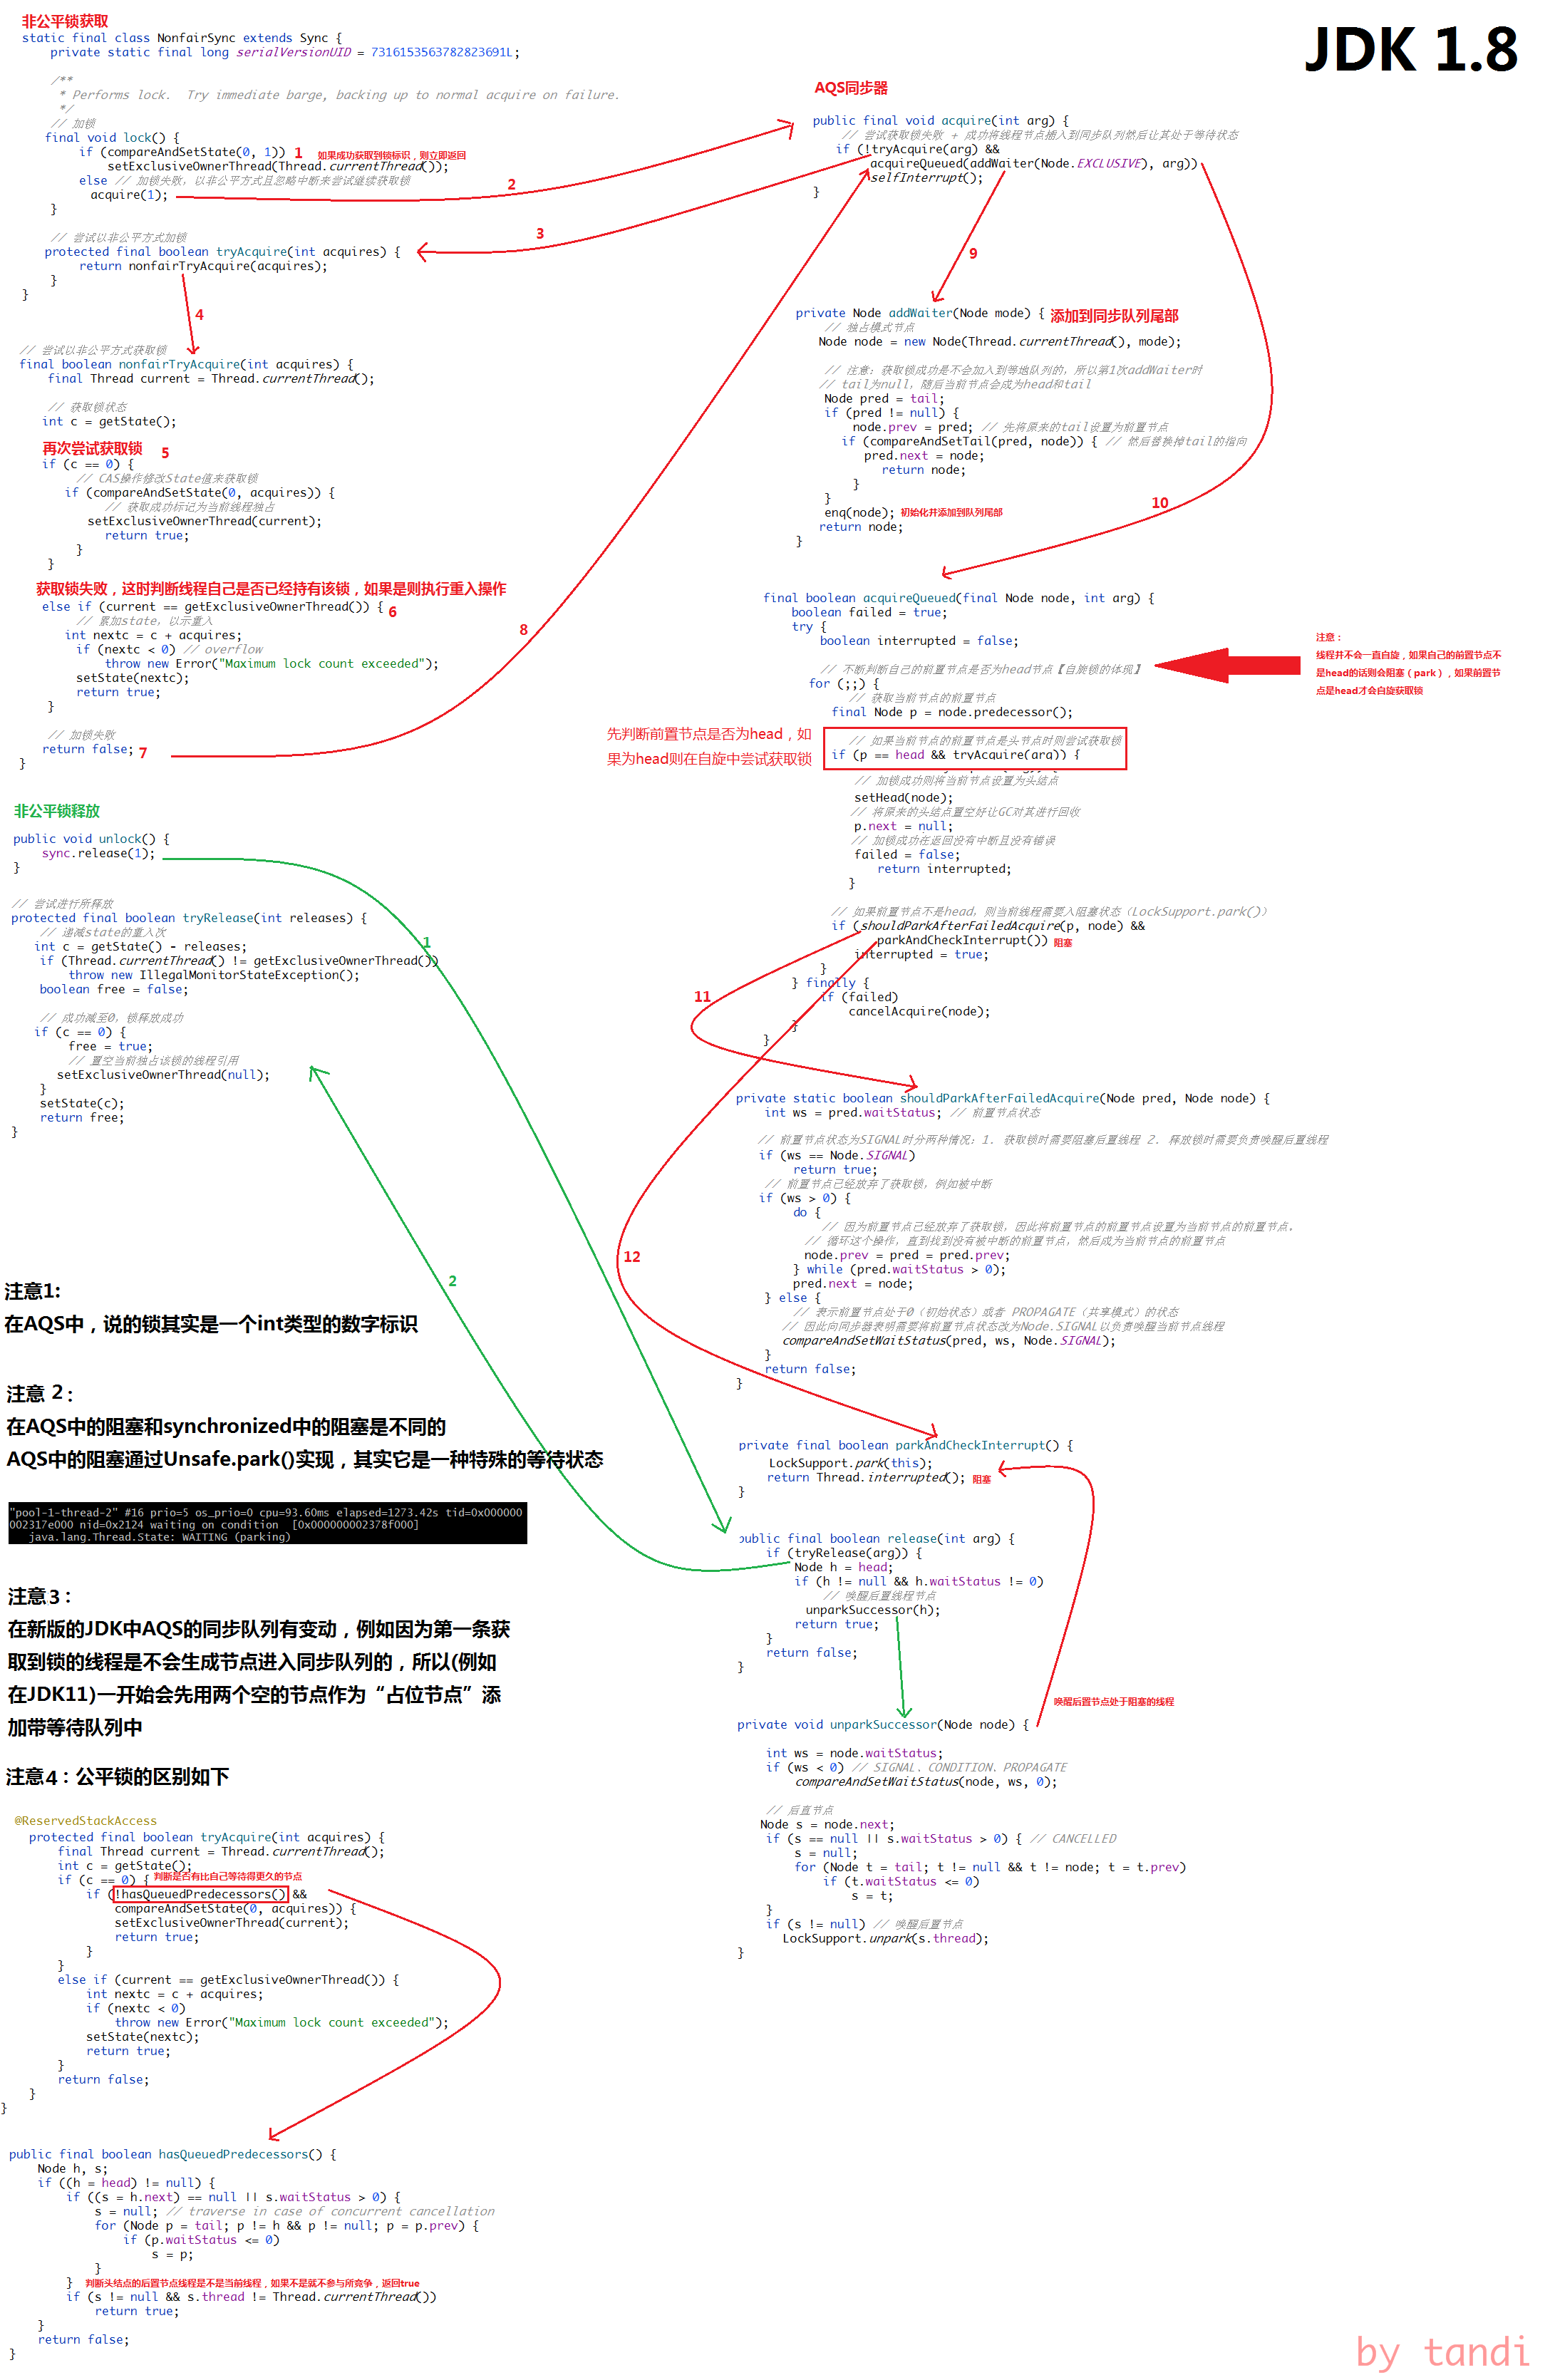 JDK 1.8
非公平锁获取
static final class NonfairSync extends Sync {
private static final long serialVersionUID = 7316153563782823691L;
/**
* Performs lock.  Try immediate barge, backing up to normal acquire on failure.
*/
// 加锁
final void lock() {
if (compareAndSetState(0, 1)) 1 如果成功获取到锁标识，则立即返回
setExclusiveOwnerThread(Thread.currentThread());
else // 加锁失败，以非公平方式且忽略中断来尝试继续获取锁
acquire(1);
}
2
3
// 尝试以非公平方式加锁
protected final boolean tryAcquire(int acquires) {
return nonfairTryAcquire(acquires);
}
}
4
// 尝试以非公平方式获取锁
final boolean nonfairTryAcquire(int acquires) {
final Thread current = Thread.currentThread();
// 获取锁状态
int c = getState();
再次尝试获取锁 5
if (c == 0) {
// CAS操作修改State值来获取锁
if (compareAndSetState(0, acquires)) {
// 获取成功标记为当前线程独占
setExclusiveOwnerThread(current);
return true;
}
}
获取锁失败，这时判断线程自己是否已经持有该锁，如果是则执行重入操作
else if (current == getExclusiveOwnerThread()) { 6
// 累加state，以示重入
int nextc = c + acquires;
if (nextc < 0) // overflow
throw new Error("Maximum lock count exceeded");
setState(nextc);
return true;
}
// 加锁失败
return false; 7
}
8
非公平锁释放
public void unlock() {
sync.release(1);
}
// 尝试进行所释放
protected final boolean tryRelease(int releases) {
// 递减state的重入次
int c = getState() - releases;
if (Thread.currentThread() != getExclusiveOwnerThread())
throw new IllegalMonitorStateException();
boolean free = false;
// 成功减至0，锁释放成功
if (c == 0) {
free = true;
// 置空当前独占该锁的线程引用
setExclusiveOwnerThread(null);
}
setState(c);
return free;
}
1
2
注意1:
在AQS中，说的锁其实是一个int类型的数字标识
注意 2：
在AQS中的阻塞和synchronized中的阻塞是不同的
AQS中的阻塞通过Unsafe.park()实现，其实它是一种特殊的等待状态
"pool-1-thread-2" #16 prio=5 os_prio=0 cpu=93.60ms elapsed=1273.42s tid=0x000000
002317e000 nid=0x2124 waiting on condition  [0x000000002378f000]
java.lang.Thread.State: WAITING (parking)
注意3：
在新版的JDK中AQS的同步队列有变动，例如因为第一条获
取到锁的线程是不会生成节点进入同步队列的，所以(例如
在JDK11)一开始会先用两个空的节点作为“占位节点”添
加带等待队列中
注意4：公平锁的区别如下
@ReservedStackAccess
protected final boolean tryAcquire(int acquires) {
final Thread current = Thread.currentThread();
int c = getState();
if (c == 0) { 判断是否有比自己等待得更久的节点
if (!hasQueuedPredecessors() &&
compareAndSetState(0, acquires)) {
setExclusiveOwnerThread(current);
return true;
}
}
else if (current == getExclusiveOwnerThread()) {
int nextc = c + acquires;
if (nextc < 0)
throw new Error("Maximum lock count exceeded");
setState(nextc);
return true;
}
return false;
}
}
public final boolean hasQueuedPredecessors() {
Node h, s;
if ((h = head) != null) {
if ((s = h.next) == null || s.waitStatus > 0) {
s = null; // traverse in case of concurrent cancellation
for (Node p = tail; p != h && p != null; p = p.prev) {
if (p.waitStatus <= 0)
s = p;
}
} 判断头结点的后置节点线程是不是当前线程，如果不是就不参与所竞争，返回true
if (s != null && s.thread != Thread.currentThread())
return true;
}
return false;
}
AQS同步器
public final void acquire(int arg) {
// 尝试获取锁失败 + 成功将线程节点插入到同步队列然后让其处于等待状态
if (!tryAcquire(arg) &&
acquireQueued(addWaiter(Node.EXCLUSIVE), arg))
selfInterrupt();
}
9
private Node addWaiter(Node mode) { 添加到同步队列尾部
// 独占模式节点
Node node = new Node(Thread.currentThread(), mode);
// 注意：获取锁成功是不会加入到等地队列的，所以第1次addWaiter时
// tail为null，随后当前节点会成为head和tail
Node pred = tail;
if (pred != null) {
node.prev = pred; // 先将原来的tail设置为前置节点
if (compareAndSetTail(pred, node)) { // 然后替换掉tail的指向
pred.next = node;
return node;
}
}
enq(node); 初始化并添加到队列尾部
return node;
}
10
final boolean acquireQueued(final Node node, int arg) {
boolean failed = true;
try {
boolean interrupted = false;
// 不断判断自己的前置节点是否为head节点【自旋锁的体现】
for (;;) {
// 获取当前节点的前置节点
final Node p = node.predecessor();
注意：
线程并不会一直自旋，如果自己的前置节点不
是head的话则会阻塞（park），如果前置节
点是head才会自旋获取锁
先判断前置节点是否为head，如
果为head则在自旋中尝试获取锁
// 如果当前节点的前置节点是头节点时则尝试获取锁
if (p == head && tryAcquire(arg)) {
// 加锁成功则将当前节点设置为头结点
setHead(node);
// 将原来的头结点置空好让GC对其进行回收
p.next = null;
// 加锁成功在返回没有中断且没有错误
failed = false;
return interrupted;
}
// 如果前置节点不是head，则当前线程需要入阻塞状态（LockSupport.park()）
if (shouldParkAfterFailedAcquire(p, node) &&
parkAndCheckInterrupt()) 阻塞
interrupted = true;
}
} finally {
if (failed)
cancelAcquire(node);
}
}
11
private static boolean shouldParkAfterFailedAcquire(Node pred, Node node) {
int ws = pred.waitStatus; // 前置节点状态
// 前置节点状态为SIGNAL时分两种情况：1. 获取锁时需要阻塞后置线程 2. 释放锁时需要负责唤醒后置线程
if (ws == Node.SIGNAL)
return true;
// 前置节点已经放弃了获取锁，例如被中断
if (ws > 0) {
do {
// 因为前置节点已经放弃了获取锁，因此将前置节点的前置节点设置为当前节点的前置节点，
// 循环这个操作，直到找到没有被中断的前置节点，然后成为当前节点的前置节点
node.prev = pred = pred.prev;
} while (pred.waitStatus > 0);
pred.next = node;
} else {
// 表示前置节点处于0（初始状态）或者 PROPAGATE（共享模式）的状态
// 因此向同步器表明需要将前置节点状态改为Node.SIGNAL以负责唤醒当前节点线程
compareAndSetWaitStatus(pred, ws, Node.SIGNAL);
}
return false;
}
12
private final boolean parkAndCheckInterrupt() {
LockSupport.park(this);
return Thread.interrupted(); 阻塞
}
public final boolean release(int arg) {
if (tryRelease(arg)) {
Node h = head;
if (h != null && h.waitStatus != 0)
// 唤醒后置线程节点
unparkSuccessor(h);
return true;
}
return false;
}
唤醒后置节点处于阻塞的线程
private void unparkSuccessor(Node node) {
int ws = node.waitStatus;
if (ws < 0) // SIGNAL、CONDITION、PROPAGATE
compareAndSetWaitStatus(node, ws, 0);
// 后直节点
Node s = node.next;
if (s == null || s.waitStatus > 0) { // CANCELLED
s = null;
for (Node t = tail; t != null && t != node; t = t.prev)
if (t.waitStatus <= 0)
s = t;
}
if (s != null) // 唤醒后置节点
LockSupport.unpark(s.thread);
}
by tandi